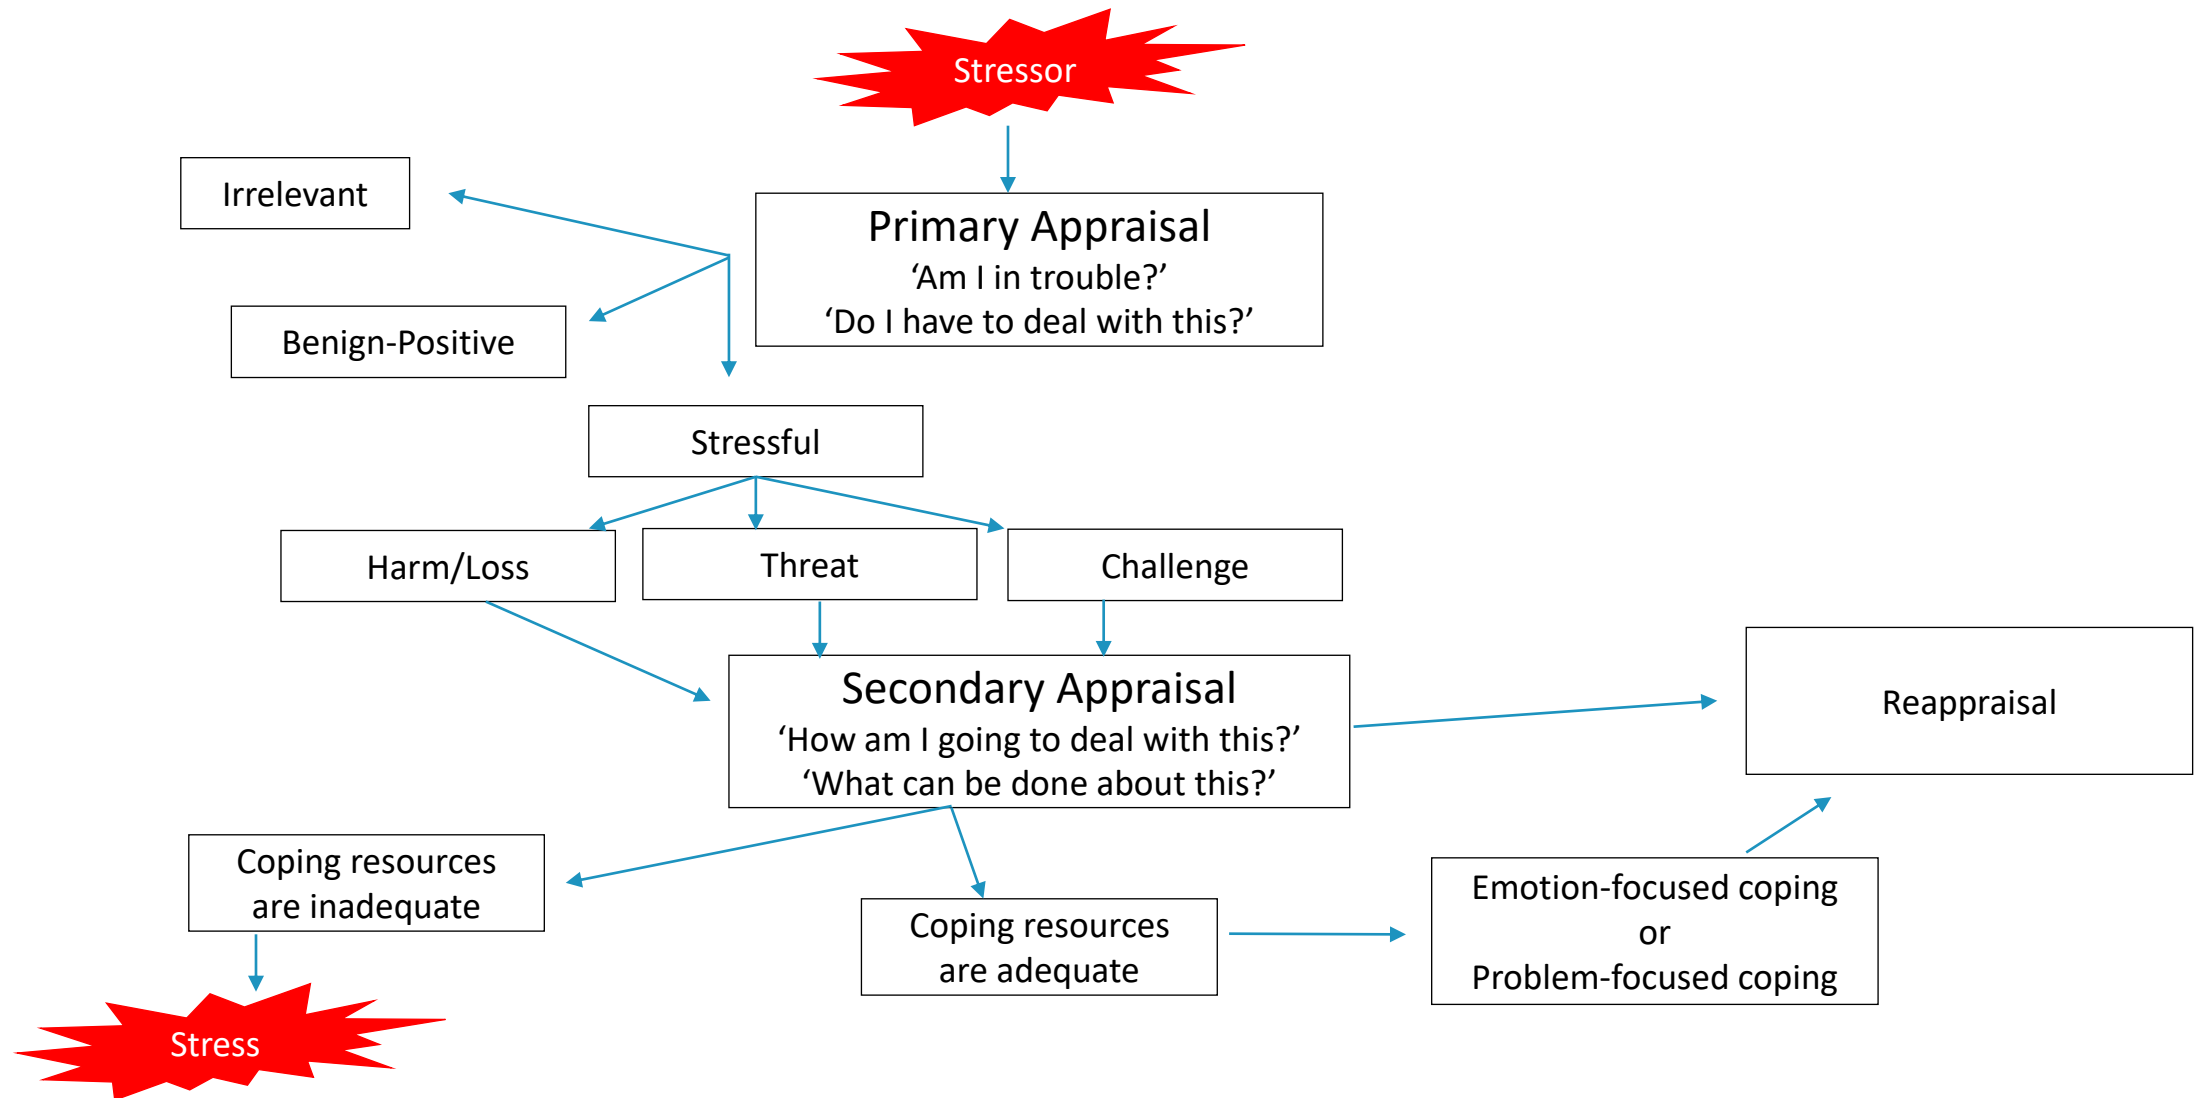 Stressor
Irrelevant
Primary Appraisal
‘Am I in trouble?’
‘Do I have to deal with this?’
Benign-Positive
Stressful
Harm/Loss
Threat
Challenge
Secondary Appraisal
‘How am I going to deal with this?’
‘What can be done about this?’
Reappraisal
Coping resources
are inadequate
Coping resources
are adequate
Emotion-focused coping
or
Problem-focused coping
Stress